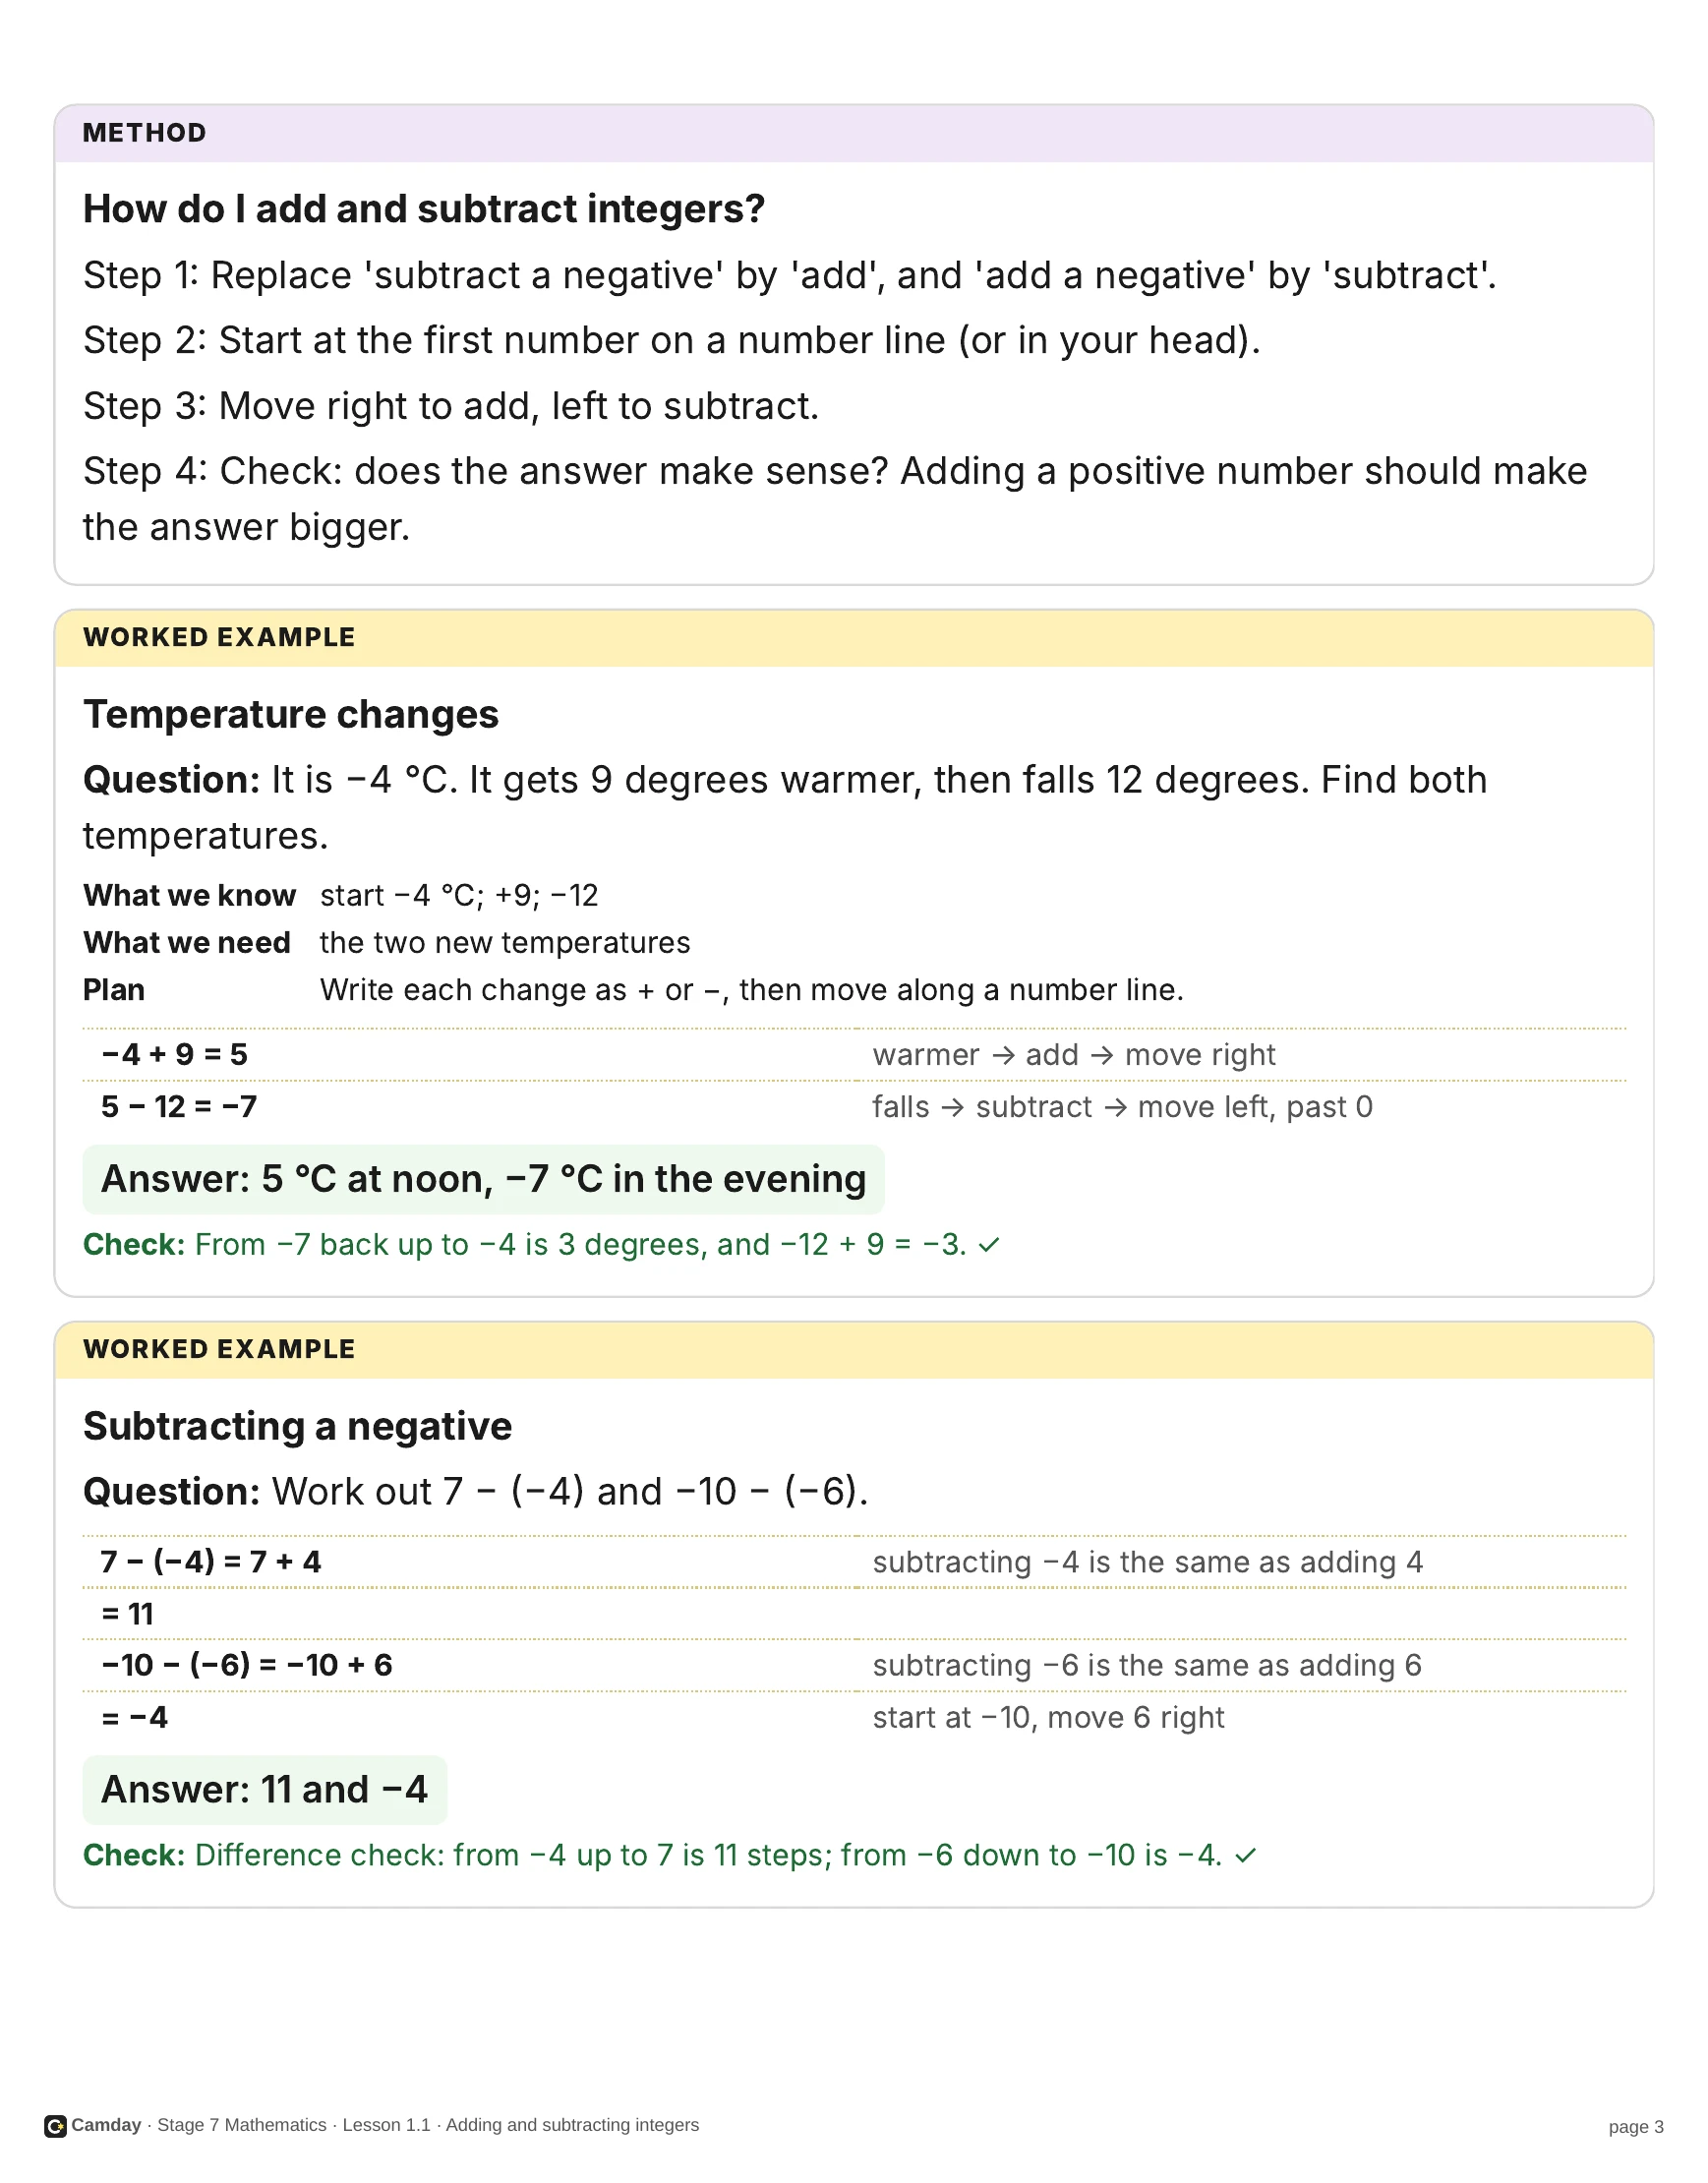 METHOD
How do I add and subtract integers?
Step 1: Replace 'subtract a negative' by 'add', and 'add a negative' by 'subtract'.
Step 2: Start at the first number on a number line (or in your head).
Step 3: Move right to add, left to subtract.
Step 4: Check: does the answer make sense? Adding a positive number should make
the answer bigger.
WORKED EXAMPLE
Temperature changes
Question: It is −4 °C. It gets 9 degrees warmer, then falls 12 degrees. Find both
temperatures.
What we know start −4 °C; +9; −12
What we need the two new temperatures
Plan Write each change as + or −, then move along a number line.
−4 + 9 = 5 warmer → add → move right
5 − 12 = −7 falls → subtract → move left, past 0
Answer: 5 °C at noon, −7 °C in the evening
Check: From −7 back up to −4 is 3 degrees, and −12 + 9 = −3. ✓
WORKED EXAMPLE
Subtracting a negative
Question: Work out 7 − (−4) and −10 − (−6).
7 − (−4) = 7 + 4 subtracting −4 is the same as adding 4
= 11
−10 − (−6) = −10 + 6 subtracting −6 is the same as adding 6
= −4 start at −10, move 6 right
Answer: 11 and −4
Check: Difference check: from −4 up to 7 is 11 steps; from −6 down to −10 is −4. ✓
Camday · Stage 7 Mathematics · Lesson 1.1 · Adding and subtracting integers page 3